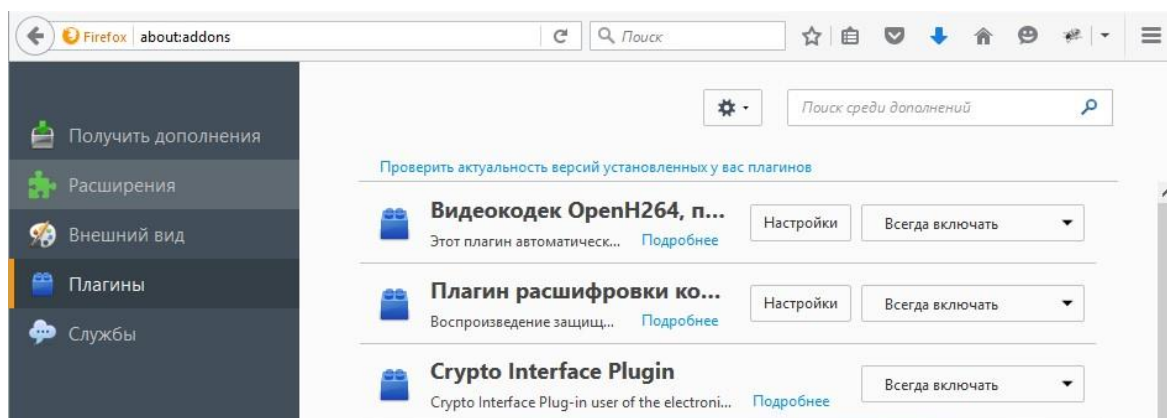 Firefox about:addons
Поиск
Получить дополнения
Расширения
Внешний вид
Плагины
Службы
Поиск среди дополнений
Проверить актуальность версий установленных у вас плагинов
Видеокодек OpenH264, п...
Этот плагин автоматическ... Подробнее
Настройки
Всегда включать
Плагин расшифровки ко...
Воспроизведение защищ... Подробнее
Настройки
Всегда включать
Crypto Interface Plugin
Crypto Interface Plug-in user of the electroni... Подробнее
Всегда включать